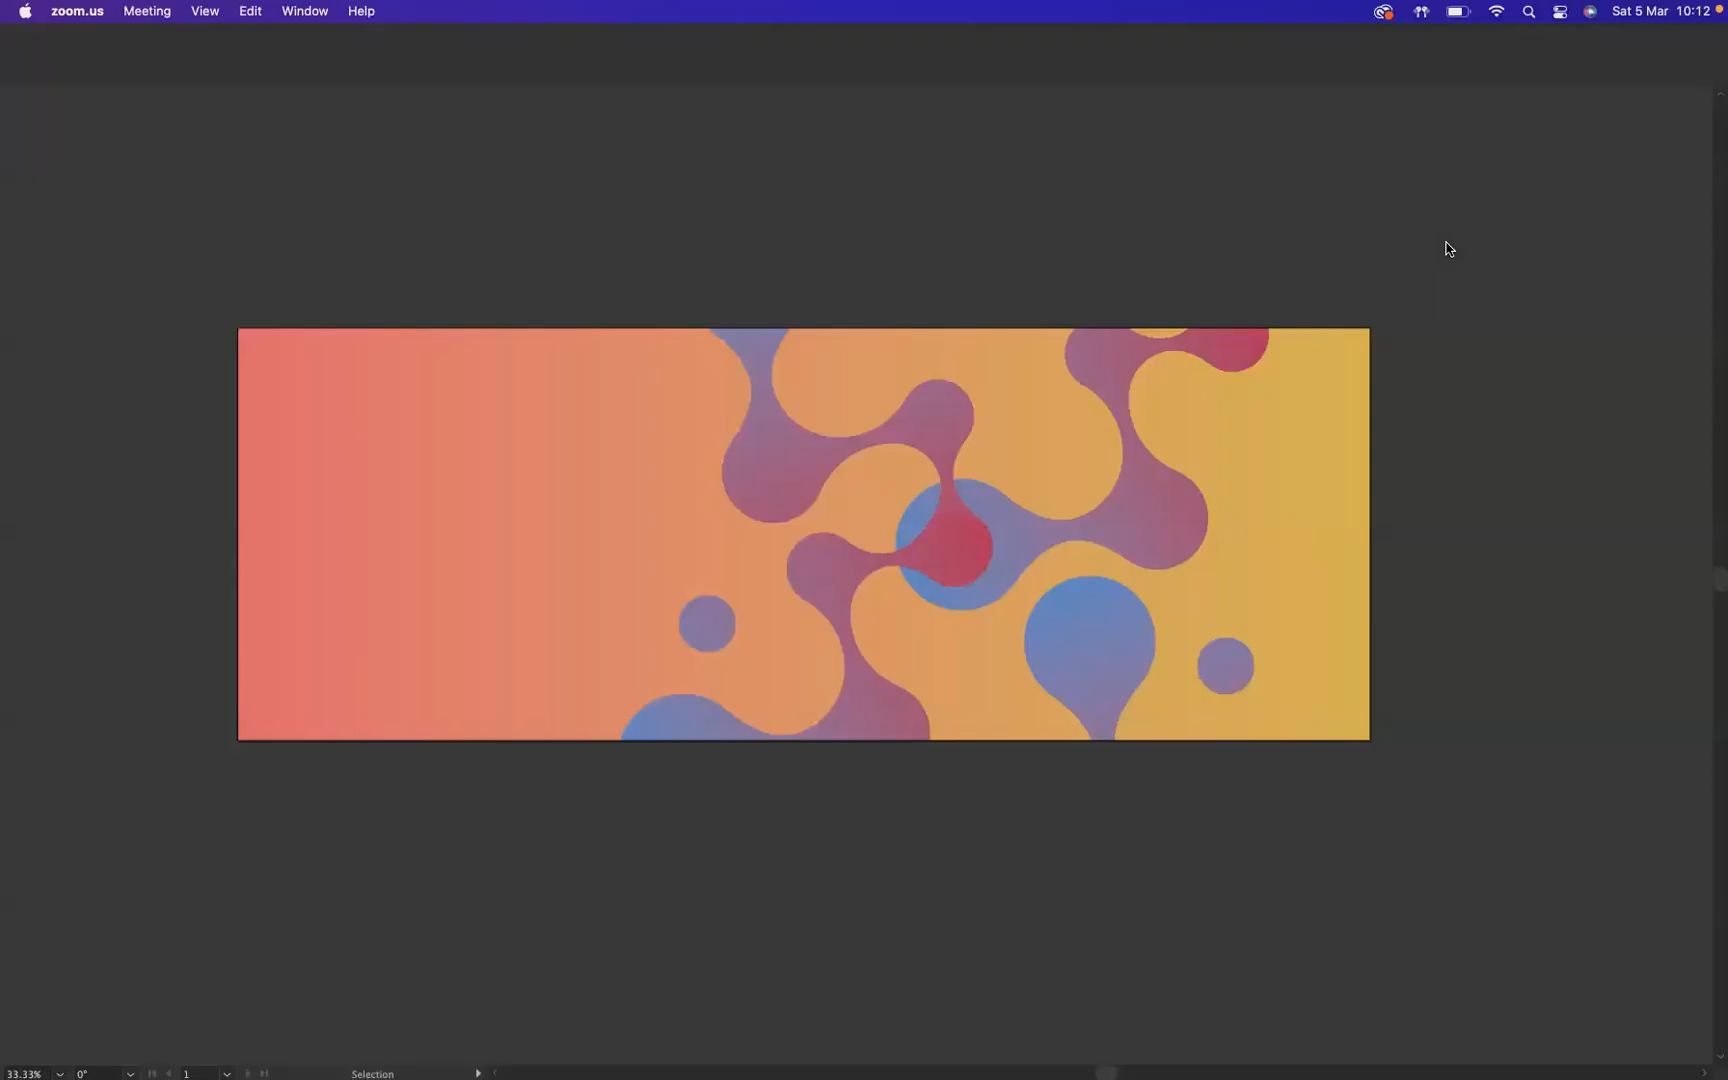 zoom.us Meeting View Edit Window Help Sat 5 Mar 10:12
33.33% 0° 1 Selection